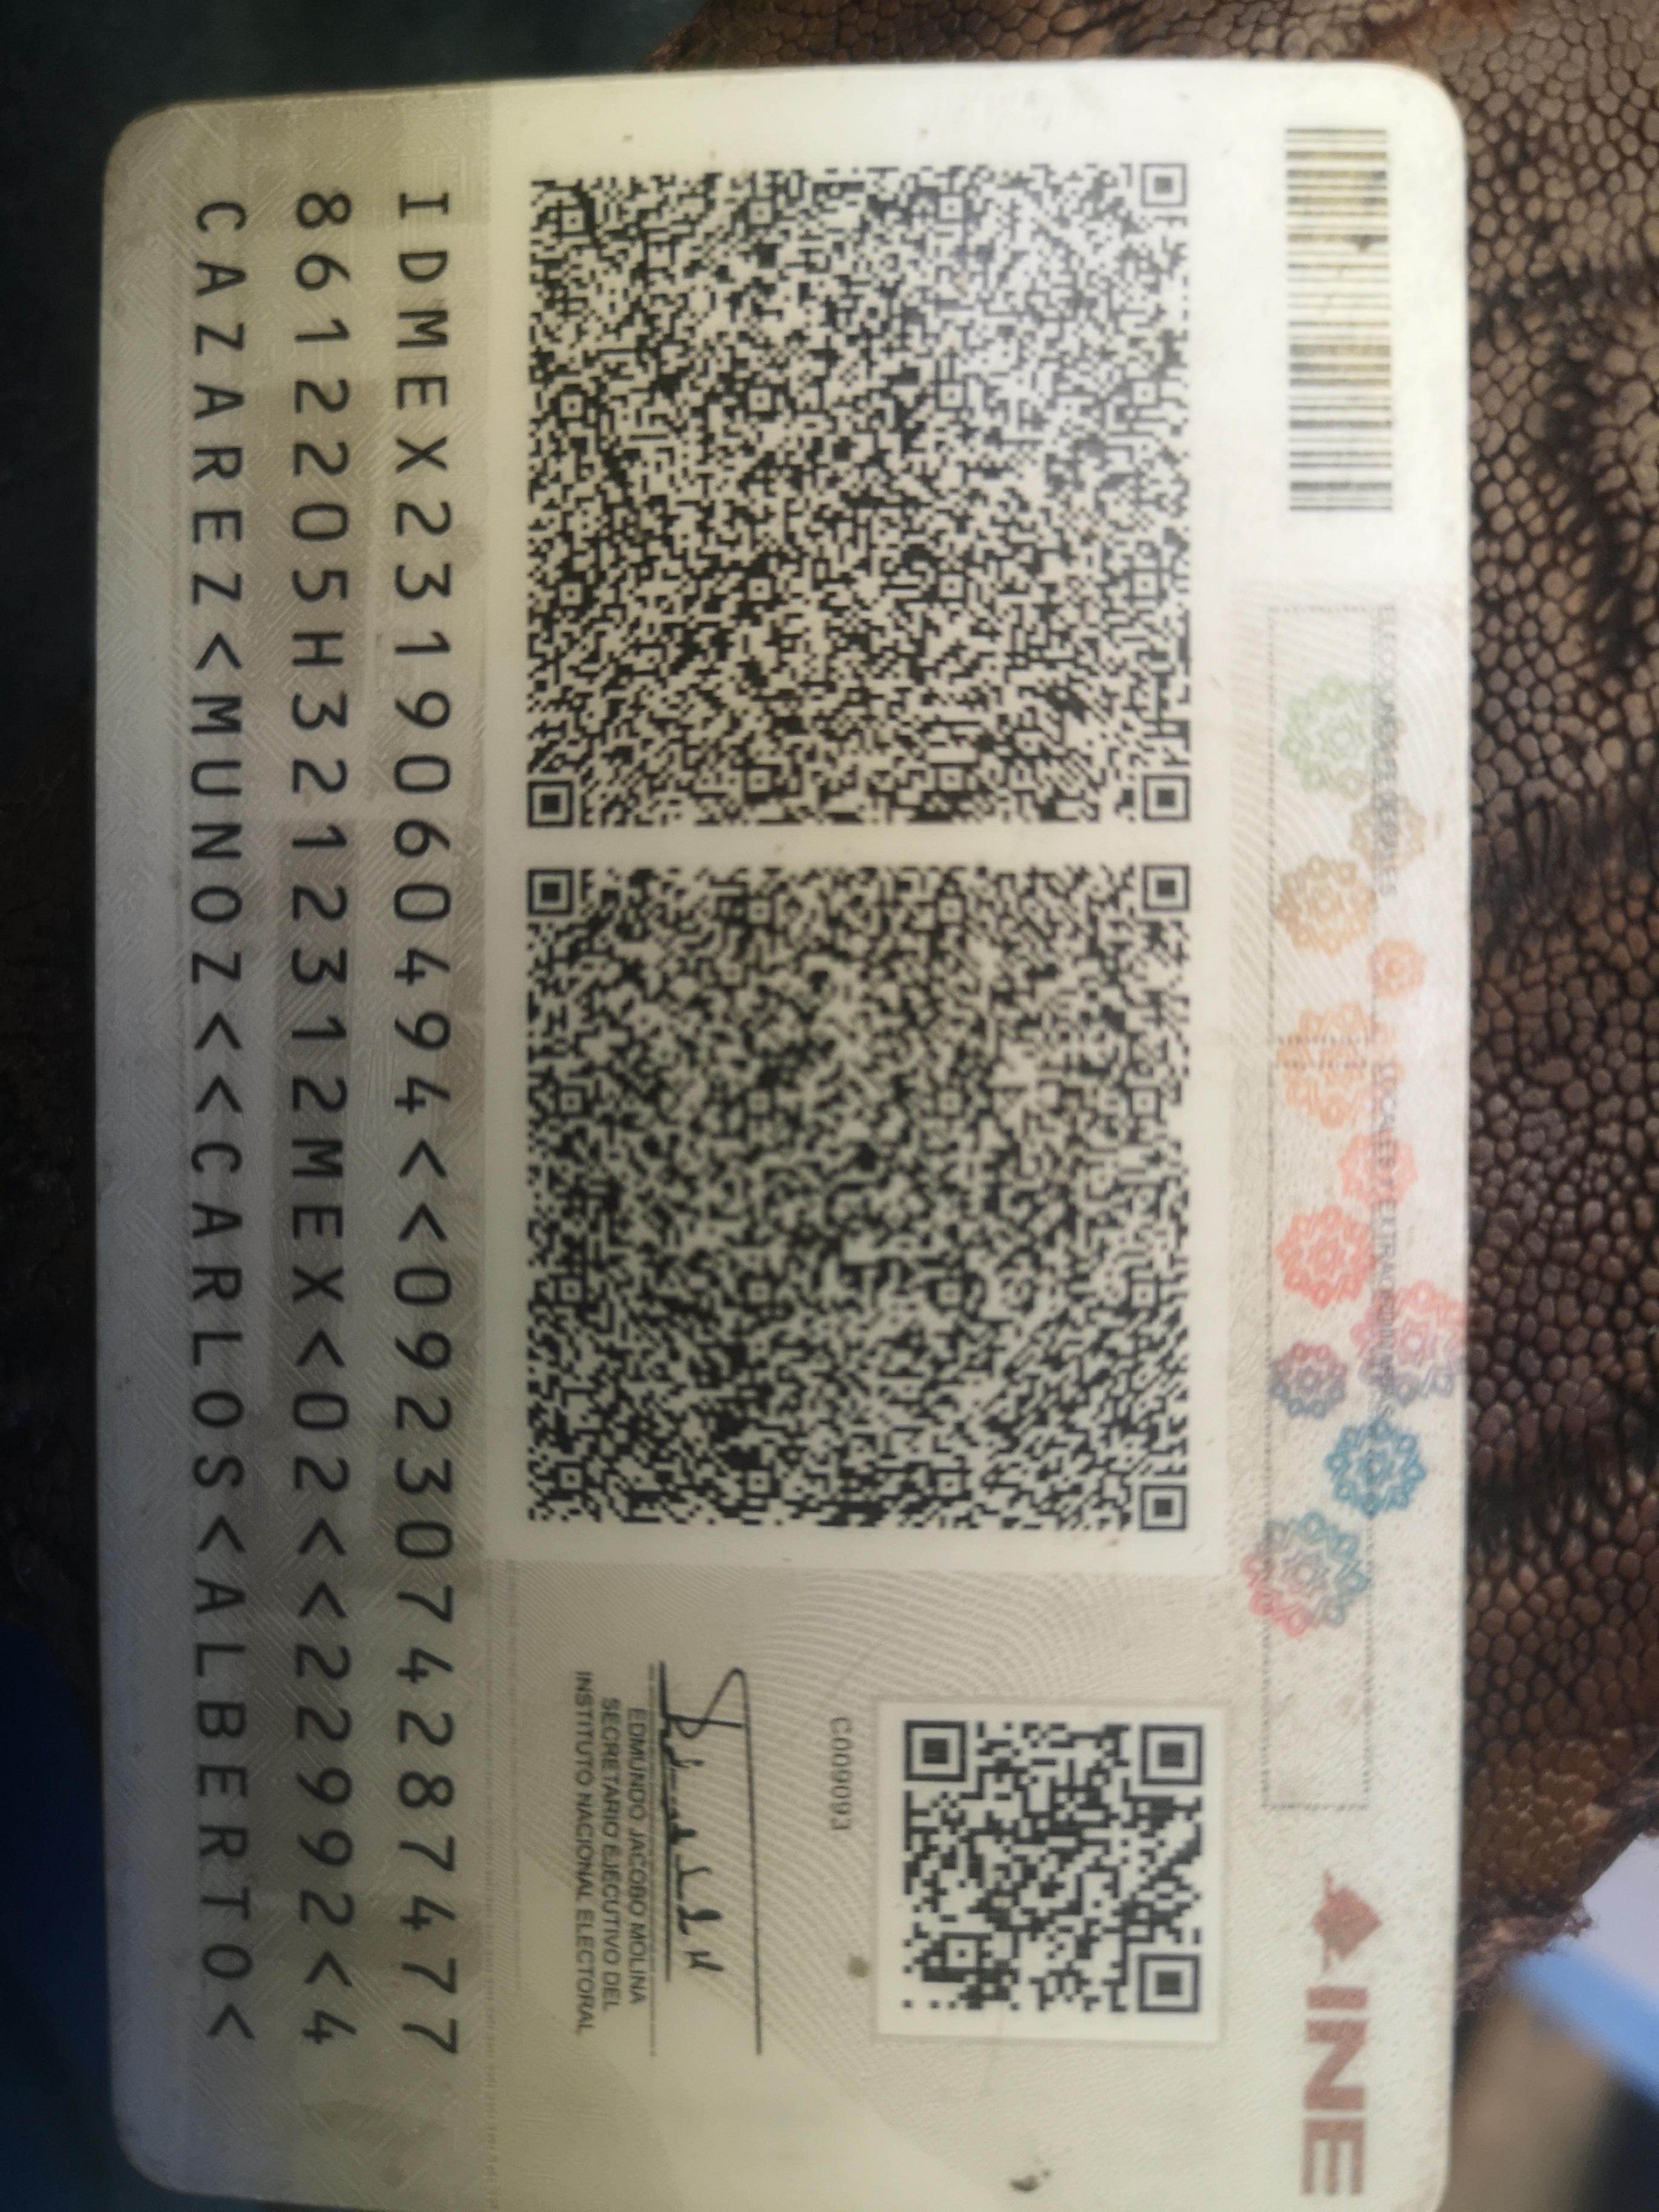 INE
C009093
EDMUNDO JACOBO MOLINA
SECRETARIO EJECUTIVO DEL
INSTITUTO NACIONAL ELECTORAL
IDMEX2319060494<<0923074287477
8612205H3212312MEX<02<<22992<4
CAZAREZ<MUNOZ<<CARLOS<ALBERTO<